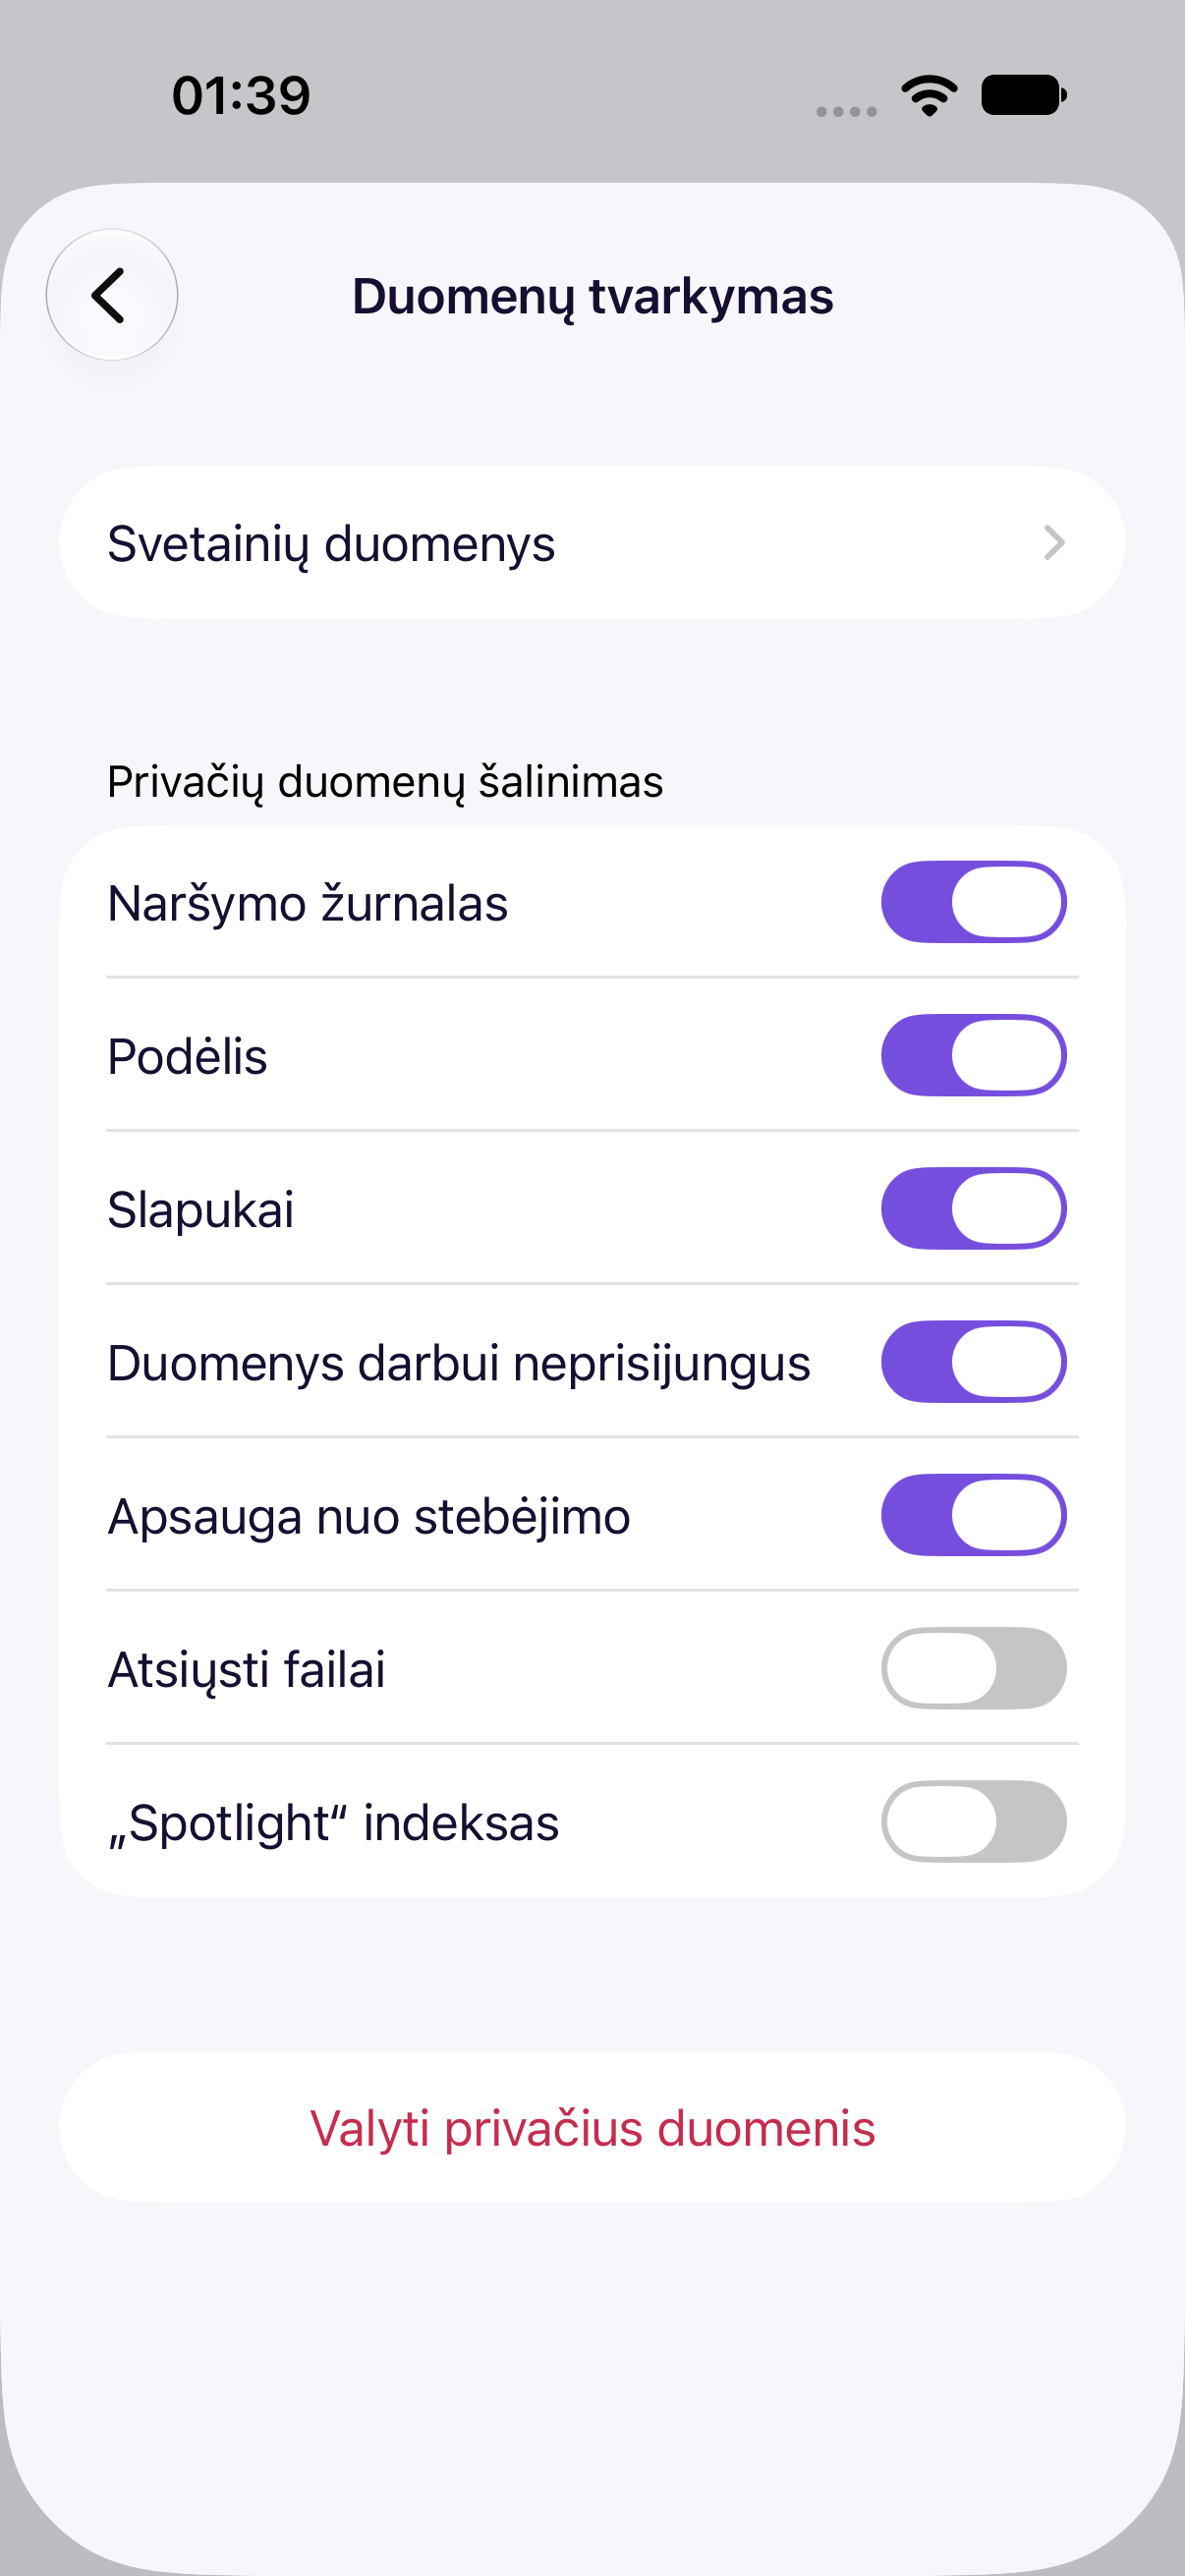 01:39
Duomenų tvarkymas
Svetainių duomenys
Privačių duomenų šalinimas
Naršymo žurnalas
Podėlis
Slapukai
Duomenys darbui neprisijungus
Apsauga nuo stebėjimo
Atsiųsti failai
„Spotlight“ indeksas
Valyti privačius duomenis